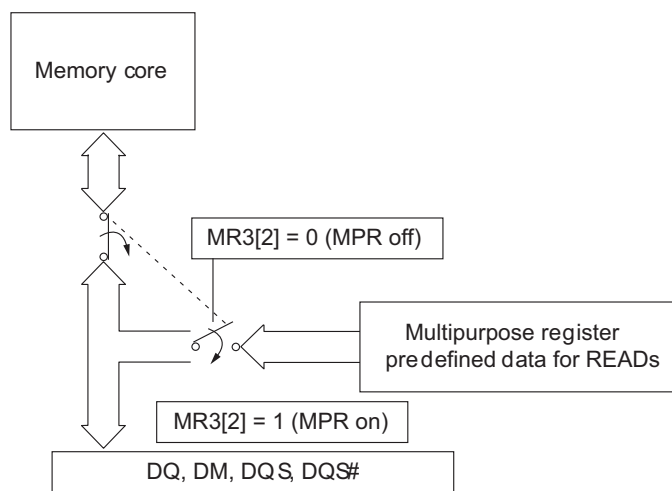 Memory core
MR3[2] = 0 (MPR off)
Multipurpose register
predefined data for READs
MR3[2] = 1 (MPR on)
DQ, DM, DQS, DQS#